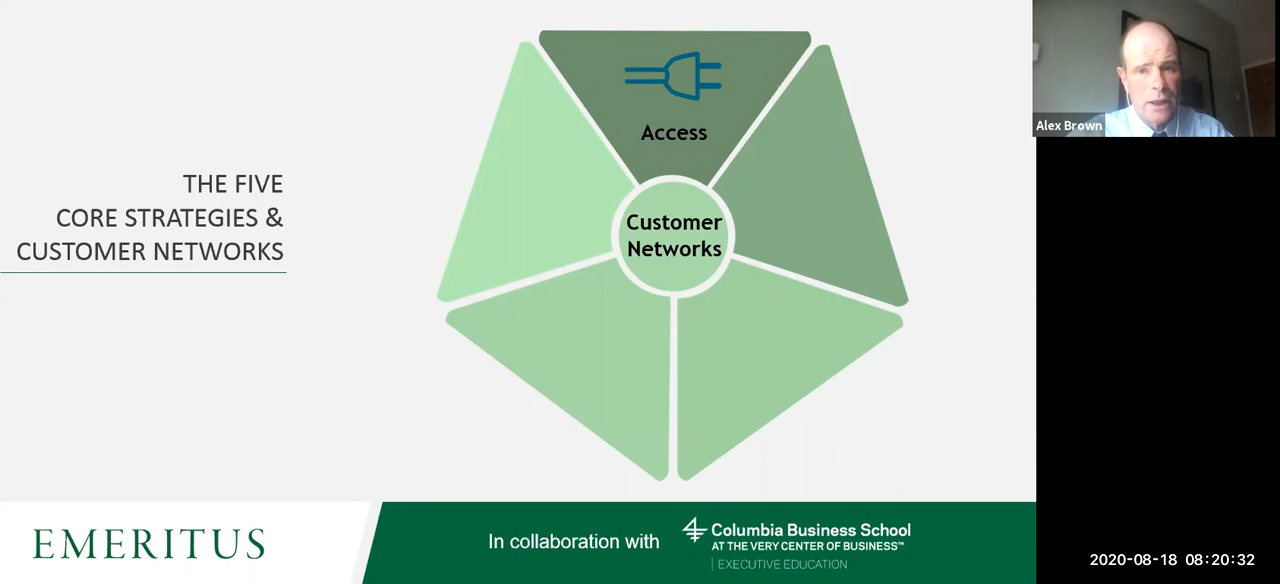 THE FIVE
CORE STRATEGIES &
CUSTOMER NETWORKS
Access
Customer
Networks
Alex Brown
EMERITUS
In collaboration with
Columbia Business School
AT THE VERY CENTER OF BUSINESS™
EXECUTIVE EDUCATION
2020-08-18 08:20:32